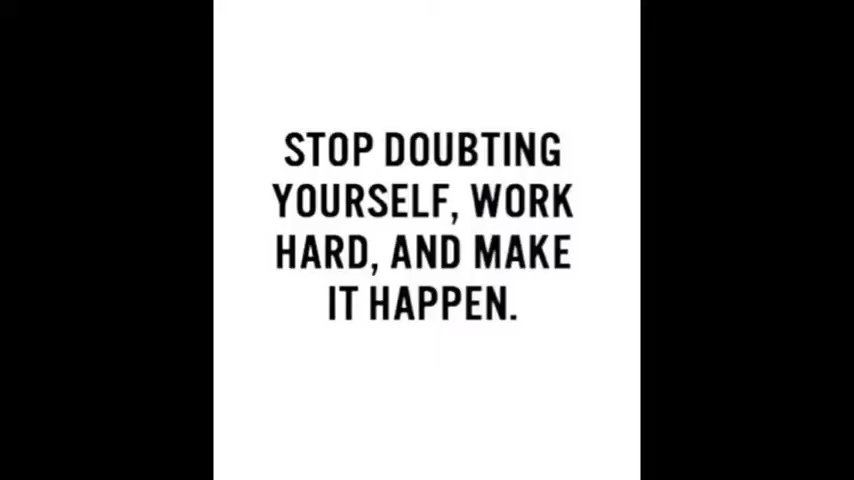 STOP DOUBTING
YOURSELF, WORK
HARD, AND MAKE
IT HAPPEN.